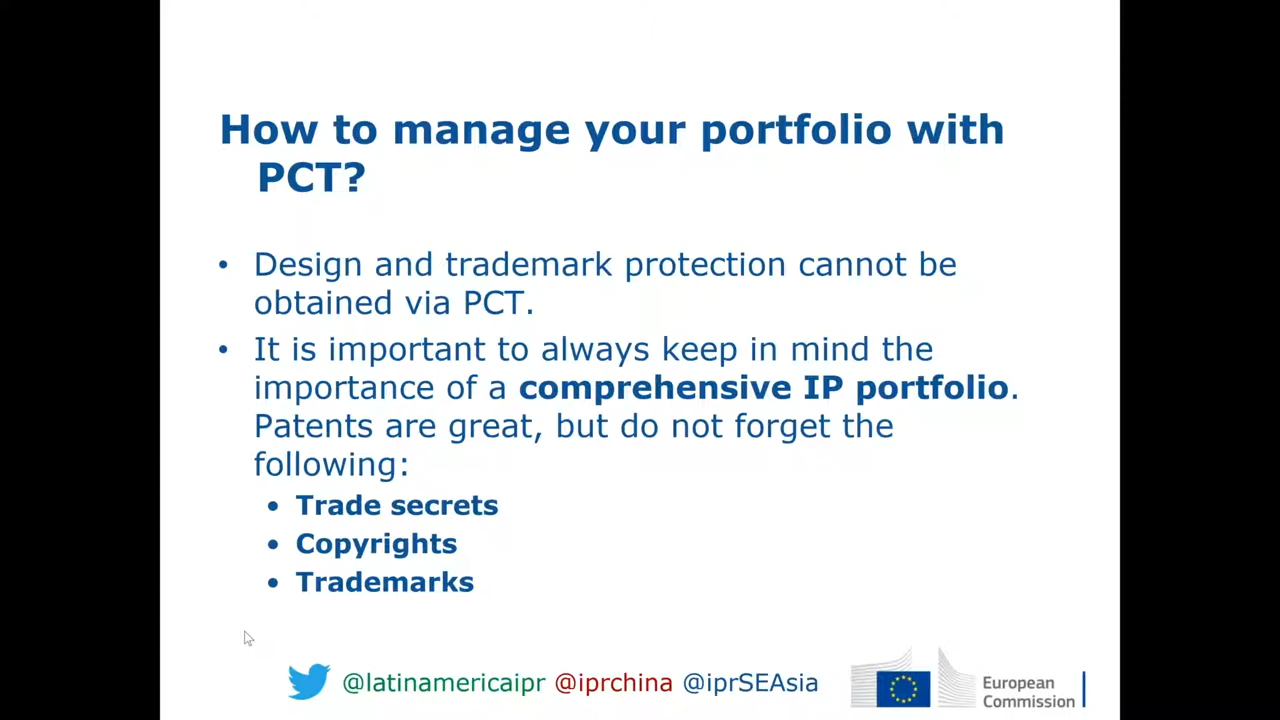 How to manage your portfolio with
PCT?
• Design and trademark protection cannot be
obtained via PCT.
• It is important to always keep in mind the
importance of a comprehensive IP portfolio.
Patents are great, but do not forget the
following:
• Trade secrets
• Copyrights
• Trademarks
@latinamericaipr @iprchina @iprSEAsia
European
Commission